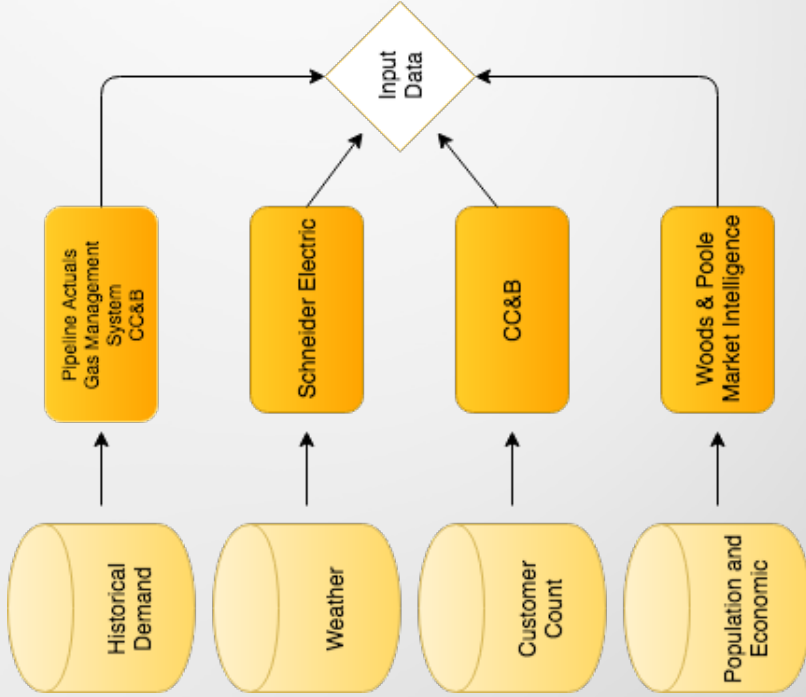 Historical
Demand
Weather
Customer
Count
Population and
Economic
Pipeline Actuals
Gas Management
System
CC&B
Schneider Electric
CC&B
Woods & Poole
Market Intelligence
Input
Data